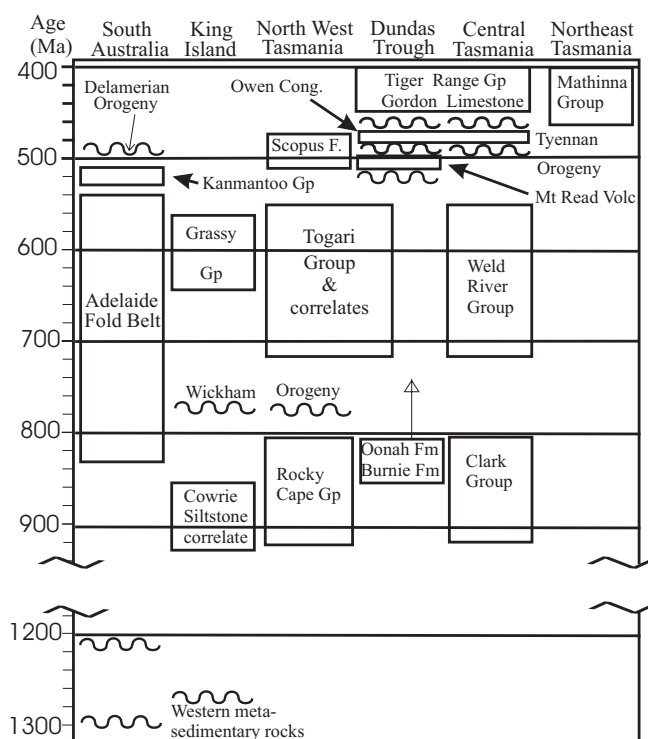 Age
(Ma)
South
Australia
King
Island
North West
Tasmania
Dundas
Trough
Central
Tasmania
Northeast
Tasmania
400
Delamerian
Orogeny
Owen Cong.
Tiger Range Gp
Gordon Limestone
Mathinna
Group
Scopus F.
Tyennan
500
Orogeny
Kanmantoo Gp
Mt Read Volc
Grassy
Gp
600
Togari
Group
&
correlates
Weld
River
Group
Adelaide
Fold Belt
700
Wickham
Orogeny
800
Oonah Fm
Burnie Fm
Rocky
Cape Gp
Clark
Group
Cowrie
Siltstone
correlate
900
1200
Western meta-
sedimentary rocks
1300